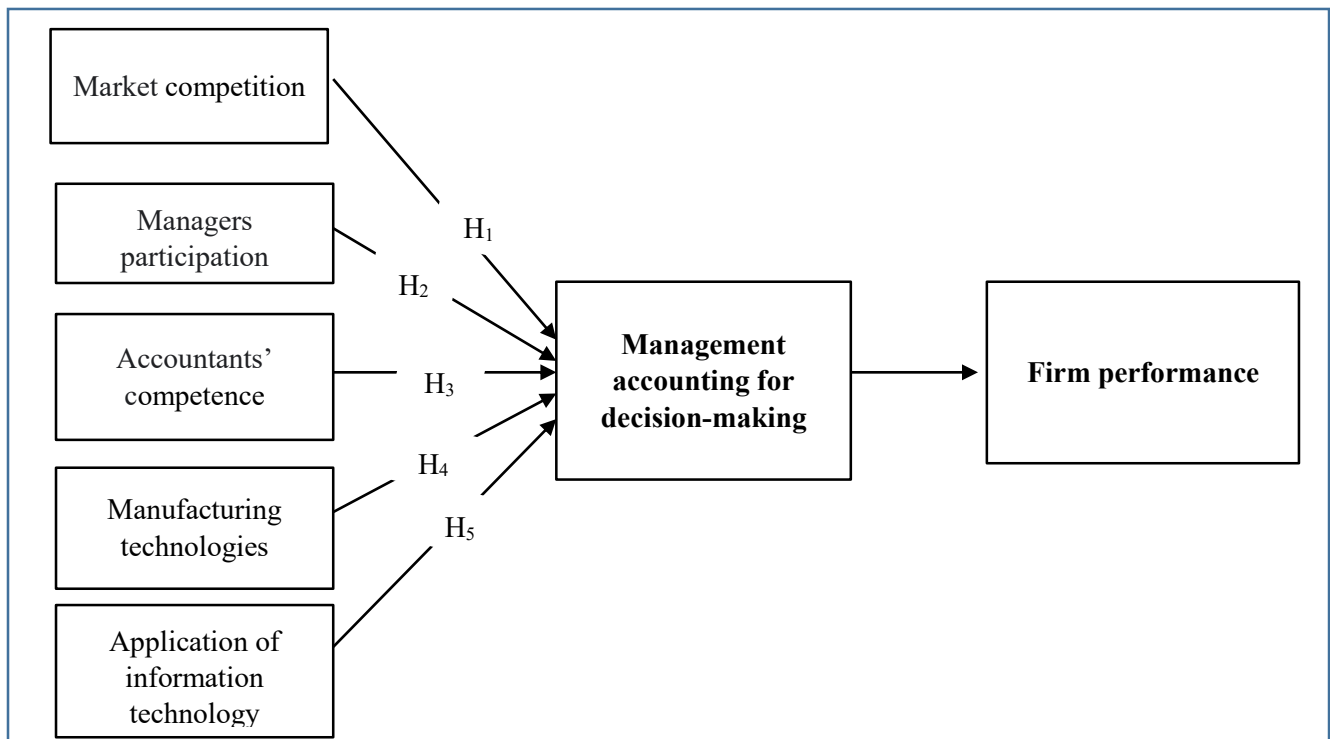 Market competition
H1
Managers
participation
H2
Accountants’
competence
H3
Management
accounting for
decision-making
Firm performance
Manufacturing
technologies
H4
H5
Application of
information
technology